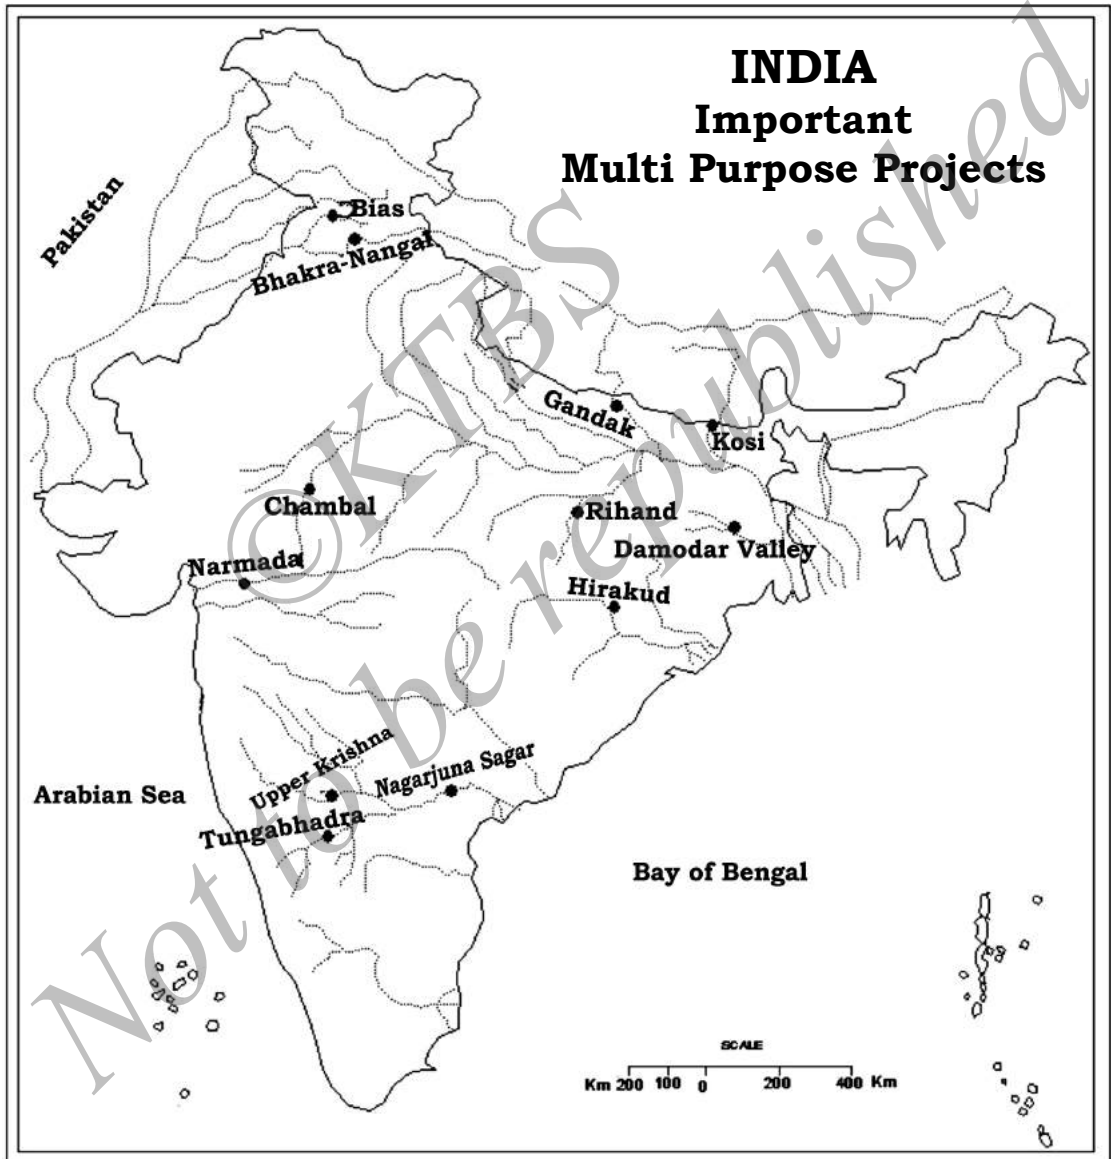 INDIA
Important
Multi Purpose Projects
Pakistan
Bias
Bhakra-Nangal
Gandak
Kosi
Chambal
Rihand
Damodar Valley
Narmada
Hirakud
Upper Krishna
Nagarjuna Sagar
Arabian Sea
Tungabhadra
Bay of Bengal
SCALE
Km 200 100 0 200 400 Km
©KTBS
Not to be republished